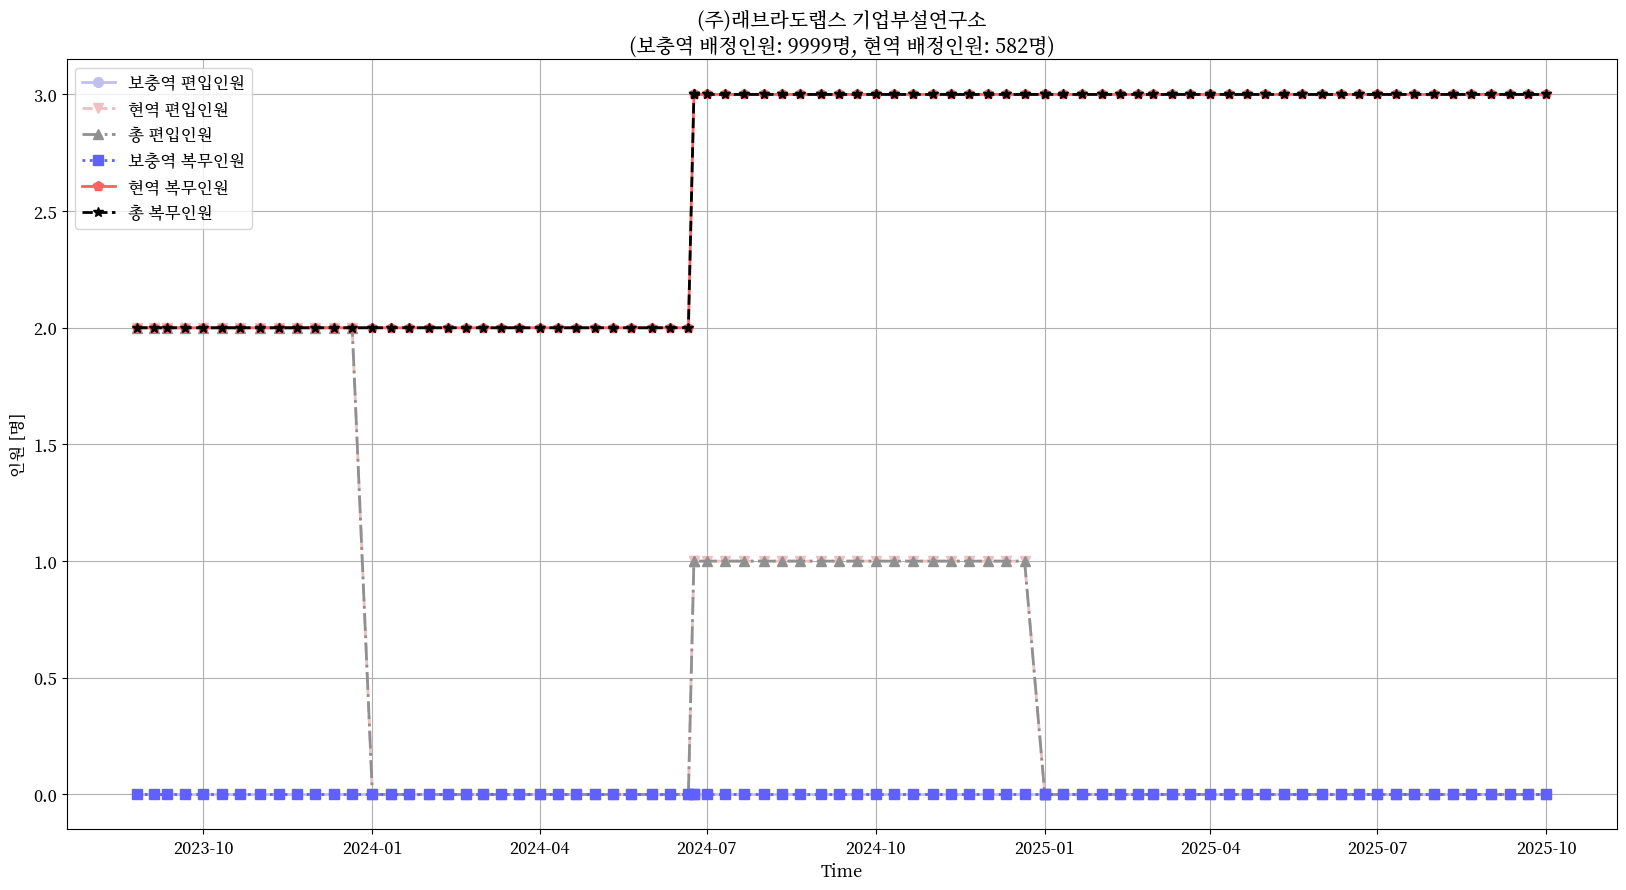 (주)래브라도랩스 기업부설연구소
(보충역 배정인원: 9999명, 현역 배정인원: 582명)
보충역 편입인원
현역 편입인원
총 편입인원
보충역 복무인원
현역 복무인원
총 복무인원
인원 [명]
3.0
2.5
2.0
1.5
1.0
0.5
0.0
2023-10 2024-01 2024-04 2024-07 2024-10 2025-01 2025-04 2025-07 2025-10
Time